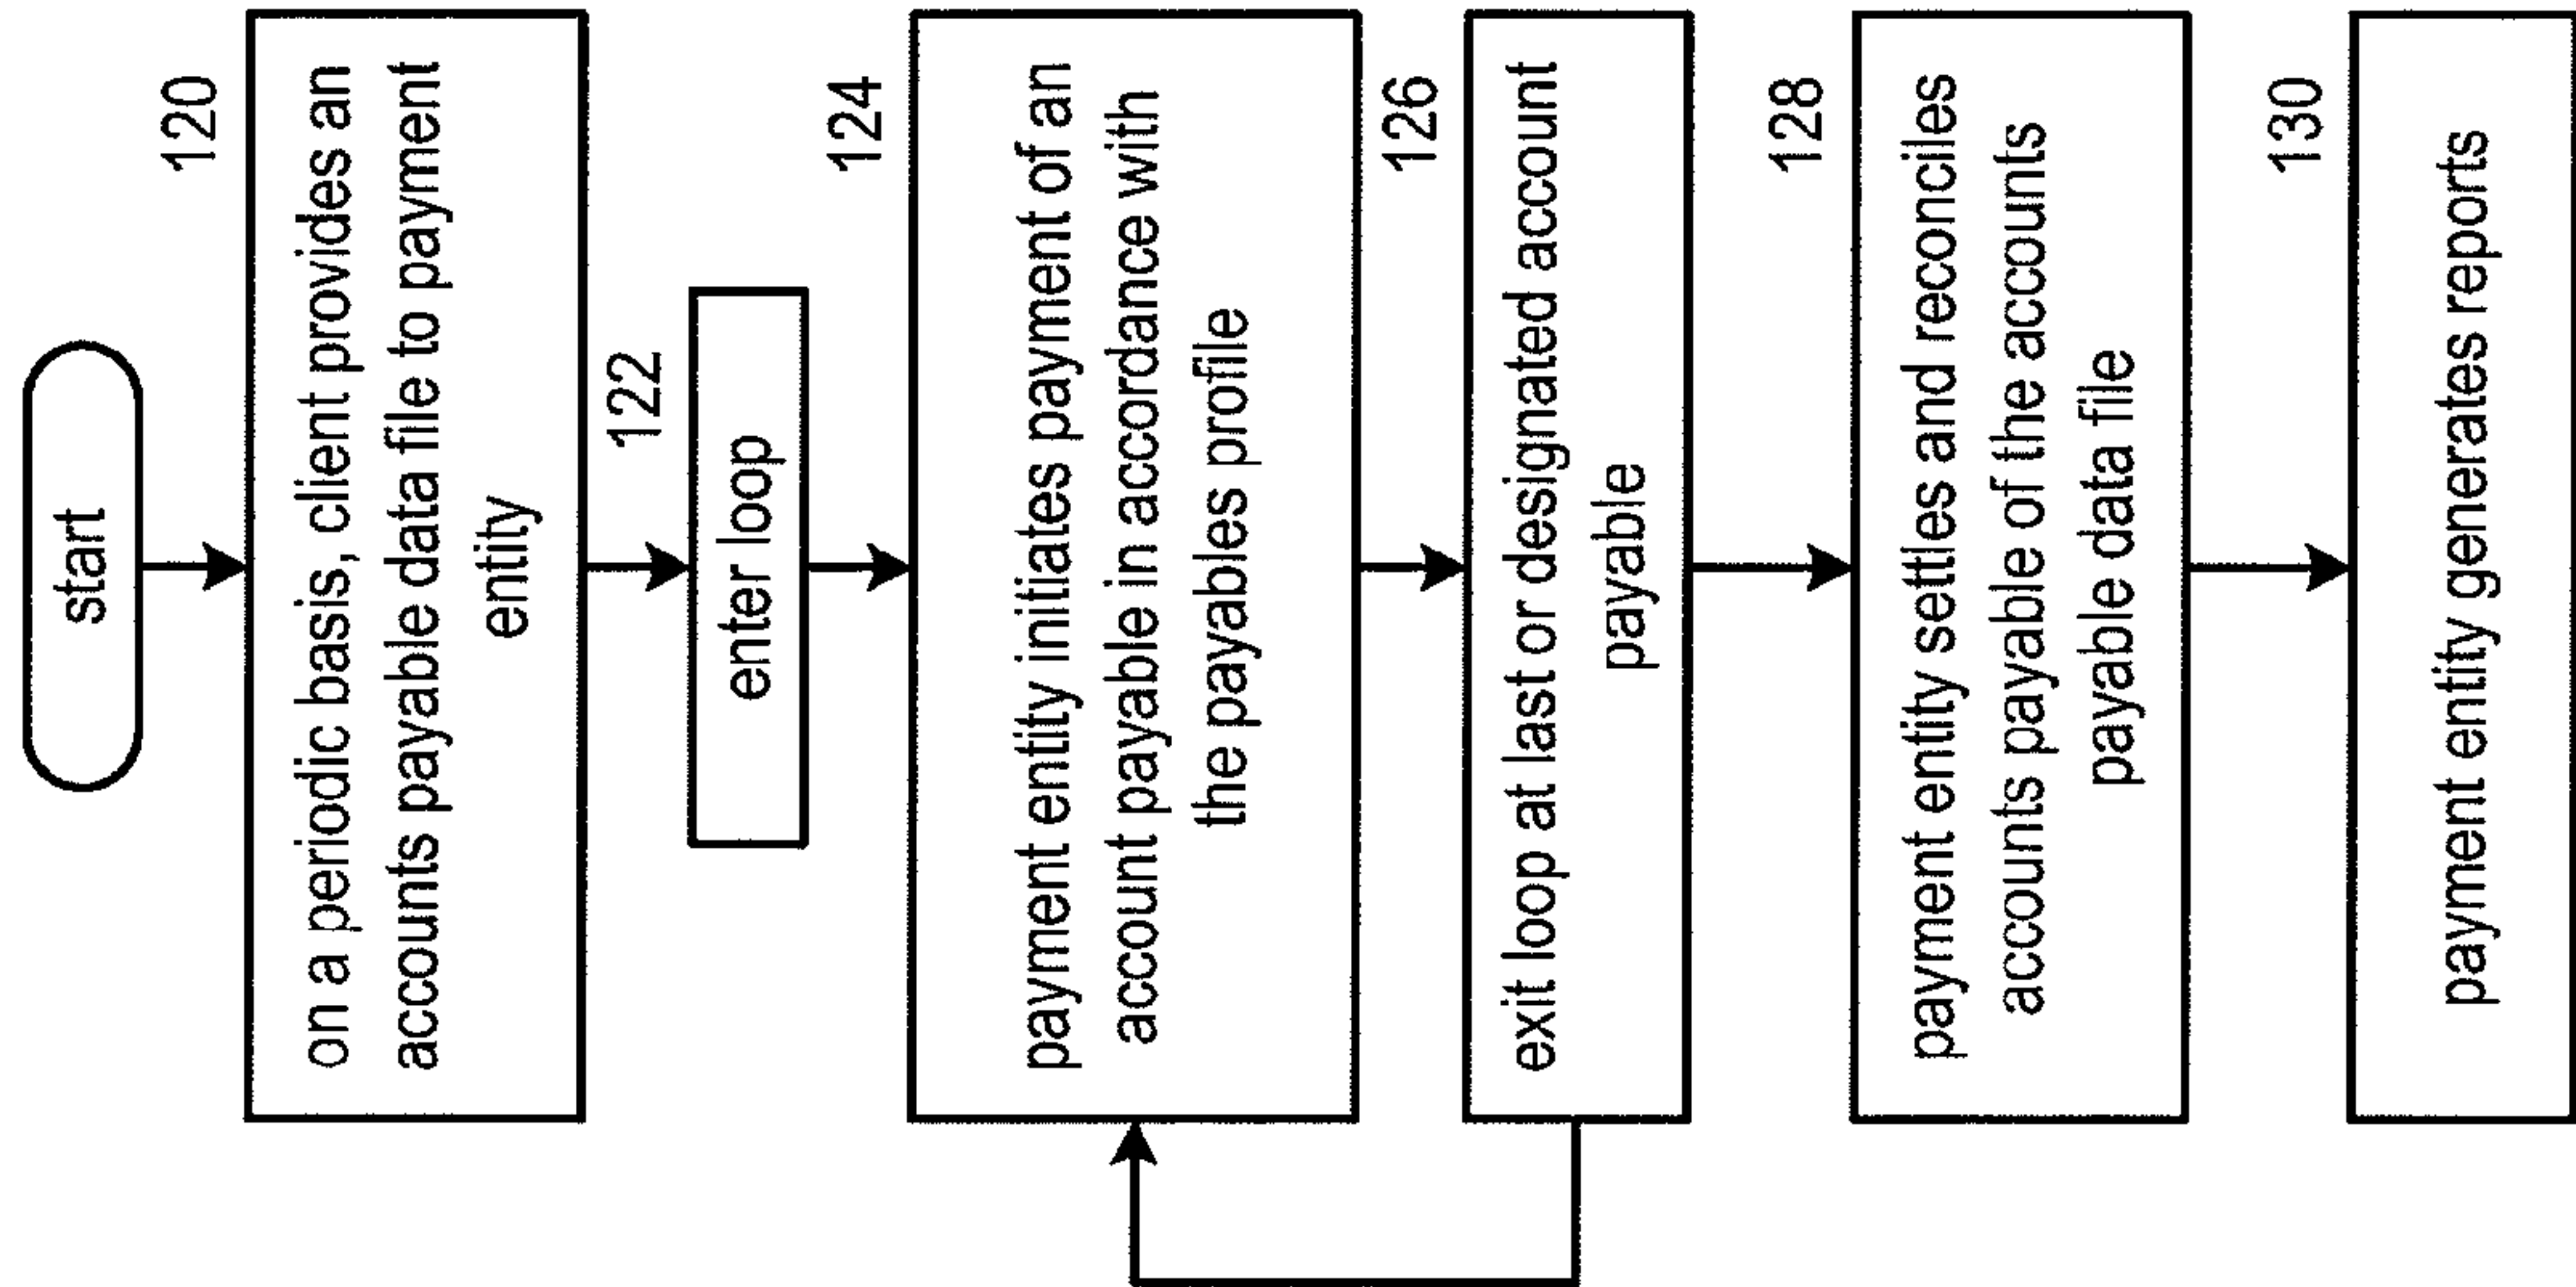 start
120
on a periodic basis, client provides an
accounts payable data file to payment
entity
122
enter loop
124
payment entity initiates payment of an
account payable in accordance with
the payables profile
126
exit loop at last or designated account
payable
128
payment entity settles and reconciles
accounts payable of the accounts
payable data file
130
payment entity generates reports